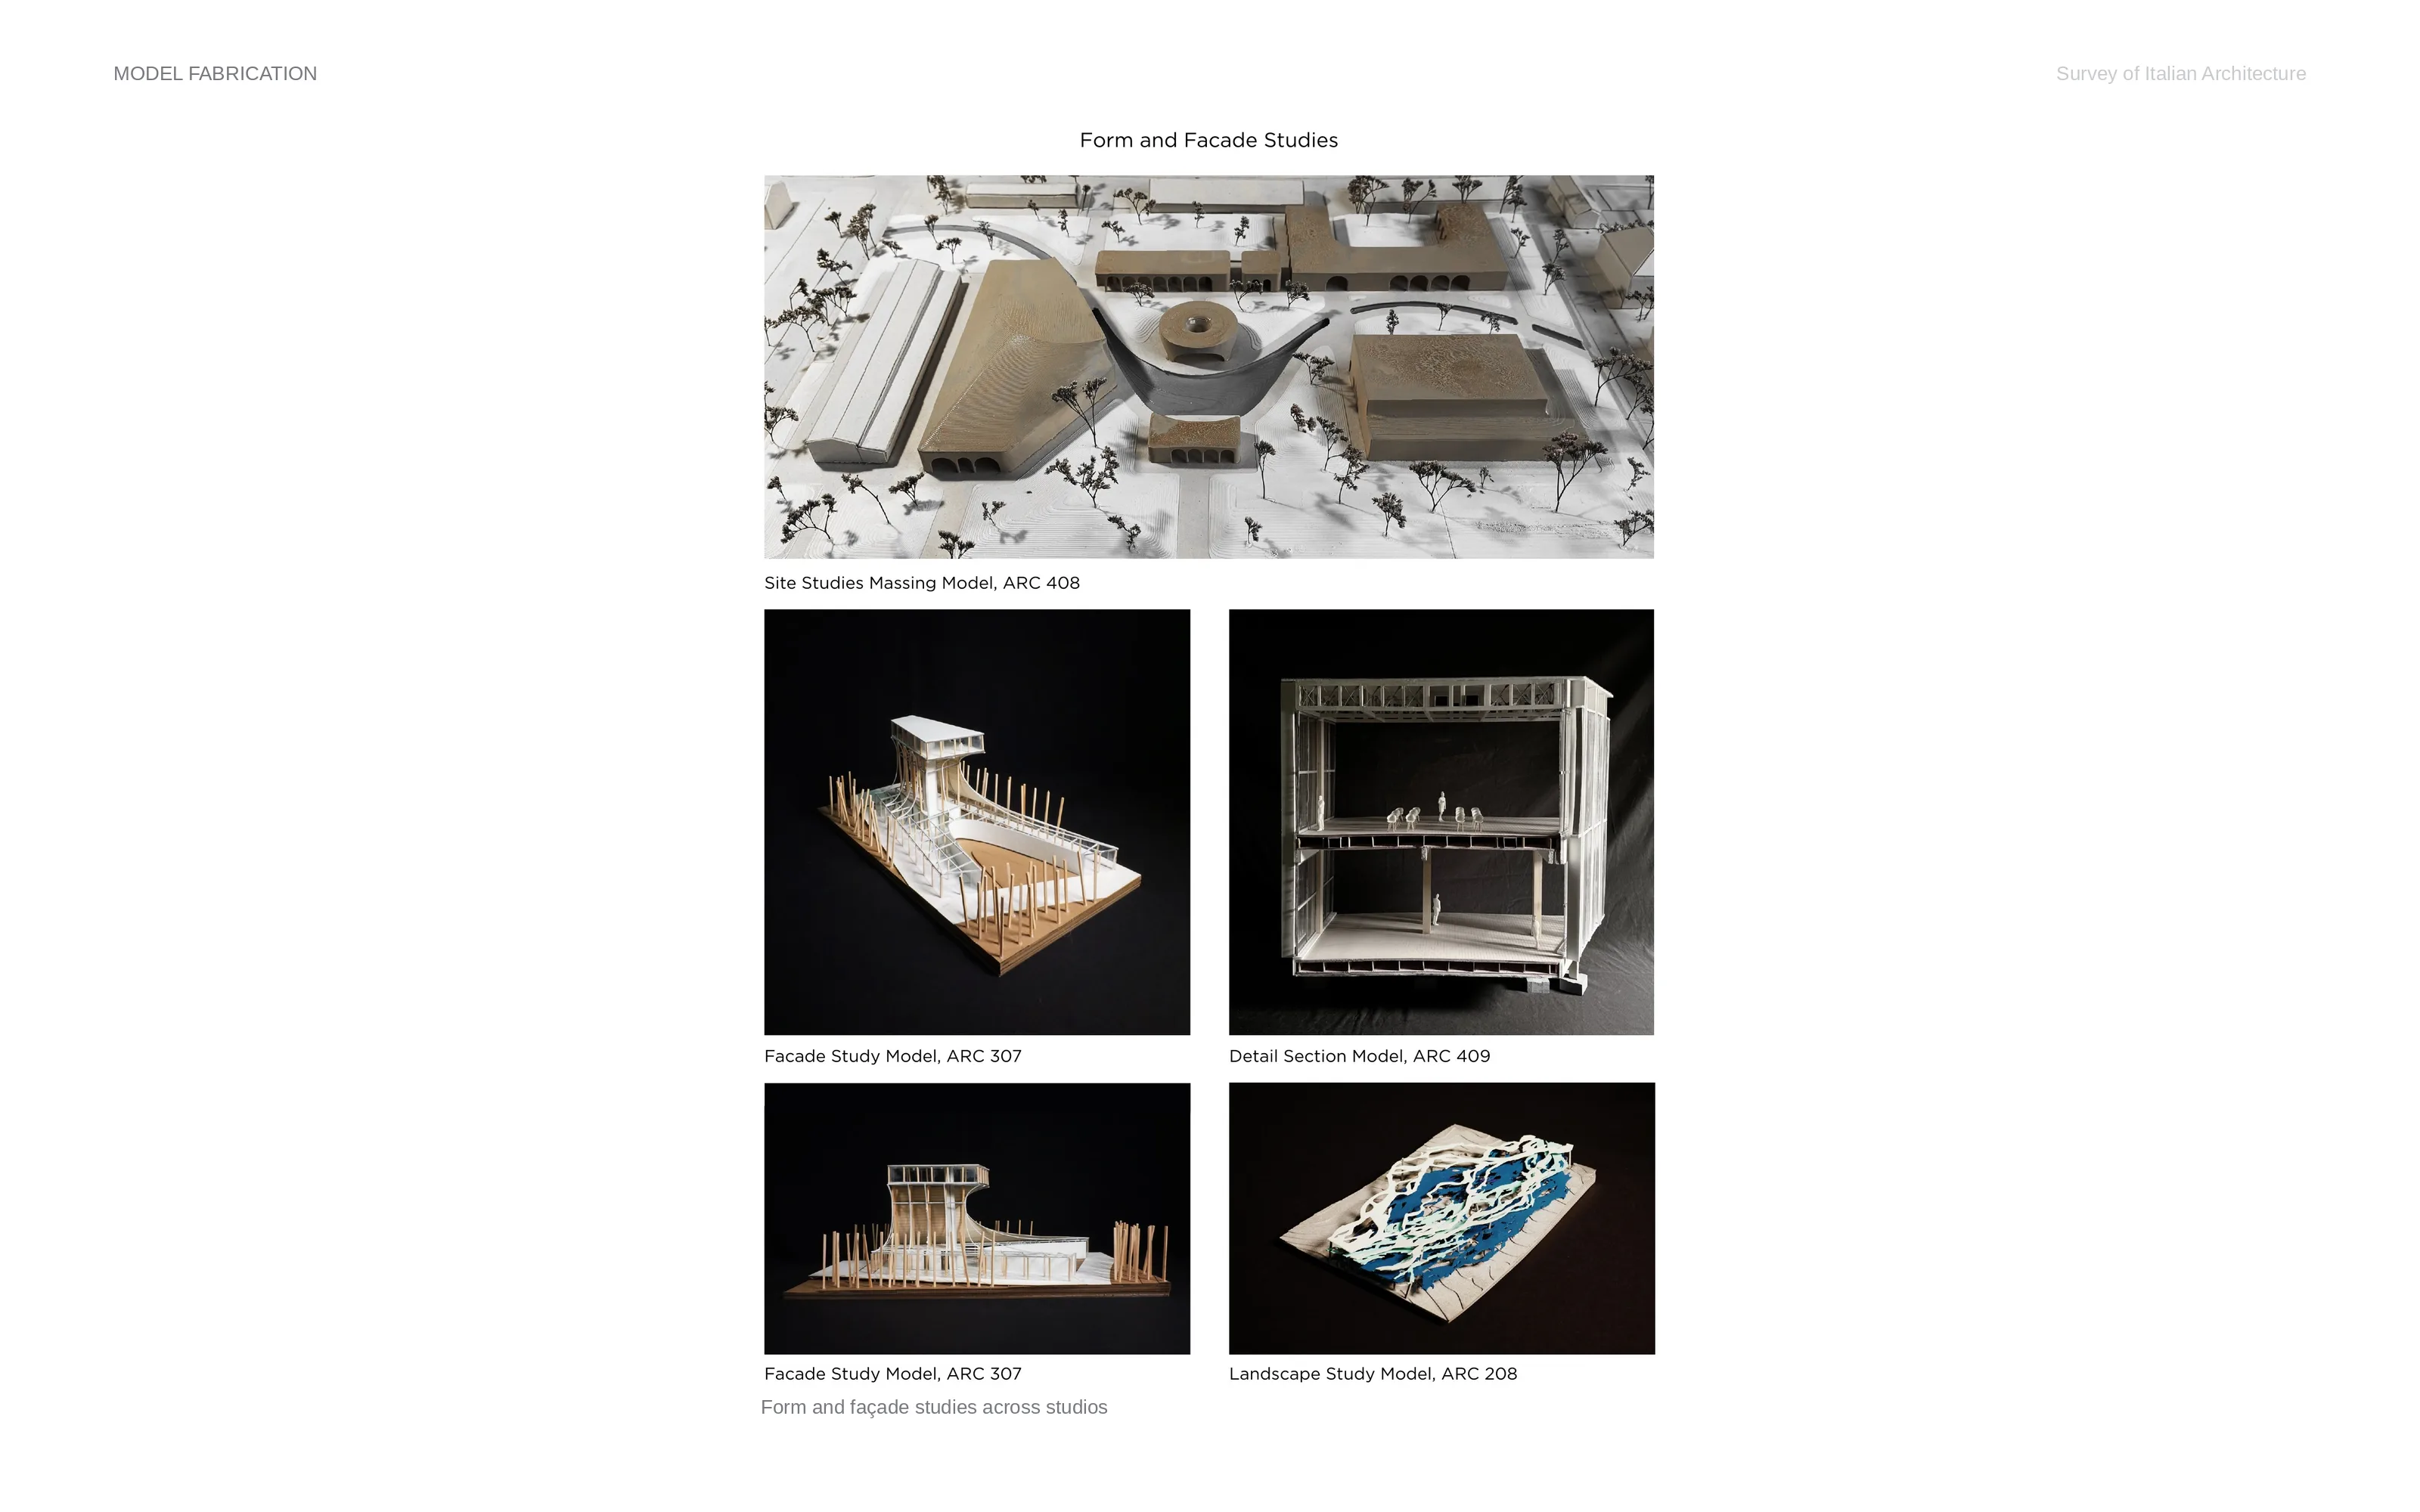 MODEL FABRICATION
Survey of Italian Architecture
Form and Facade Studies
Site Studies Massing Model, ARC 408
Facade Study Model, ARC 307
Detail Section Model, ARC 409
Facade Study Model, ARC 307
Landscape Study Model, ARC 208
Form and façade studies across studios